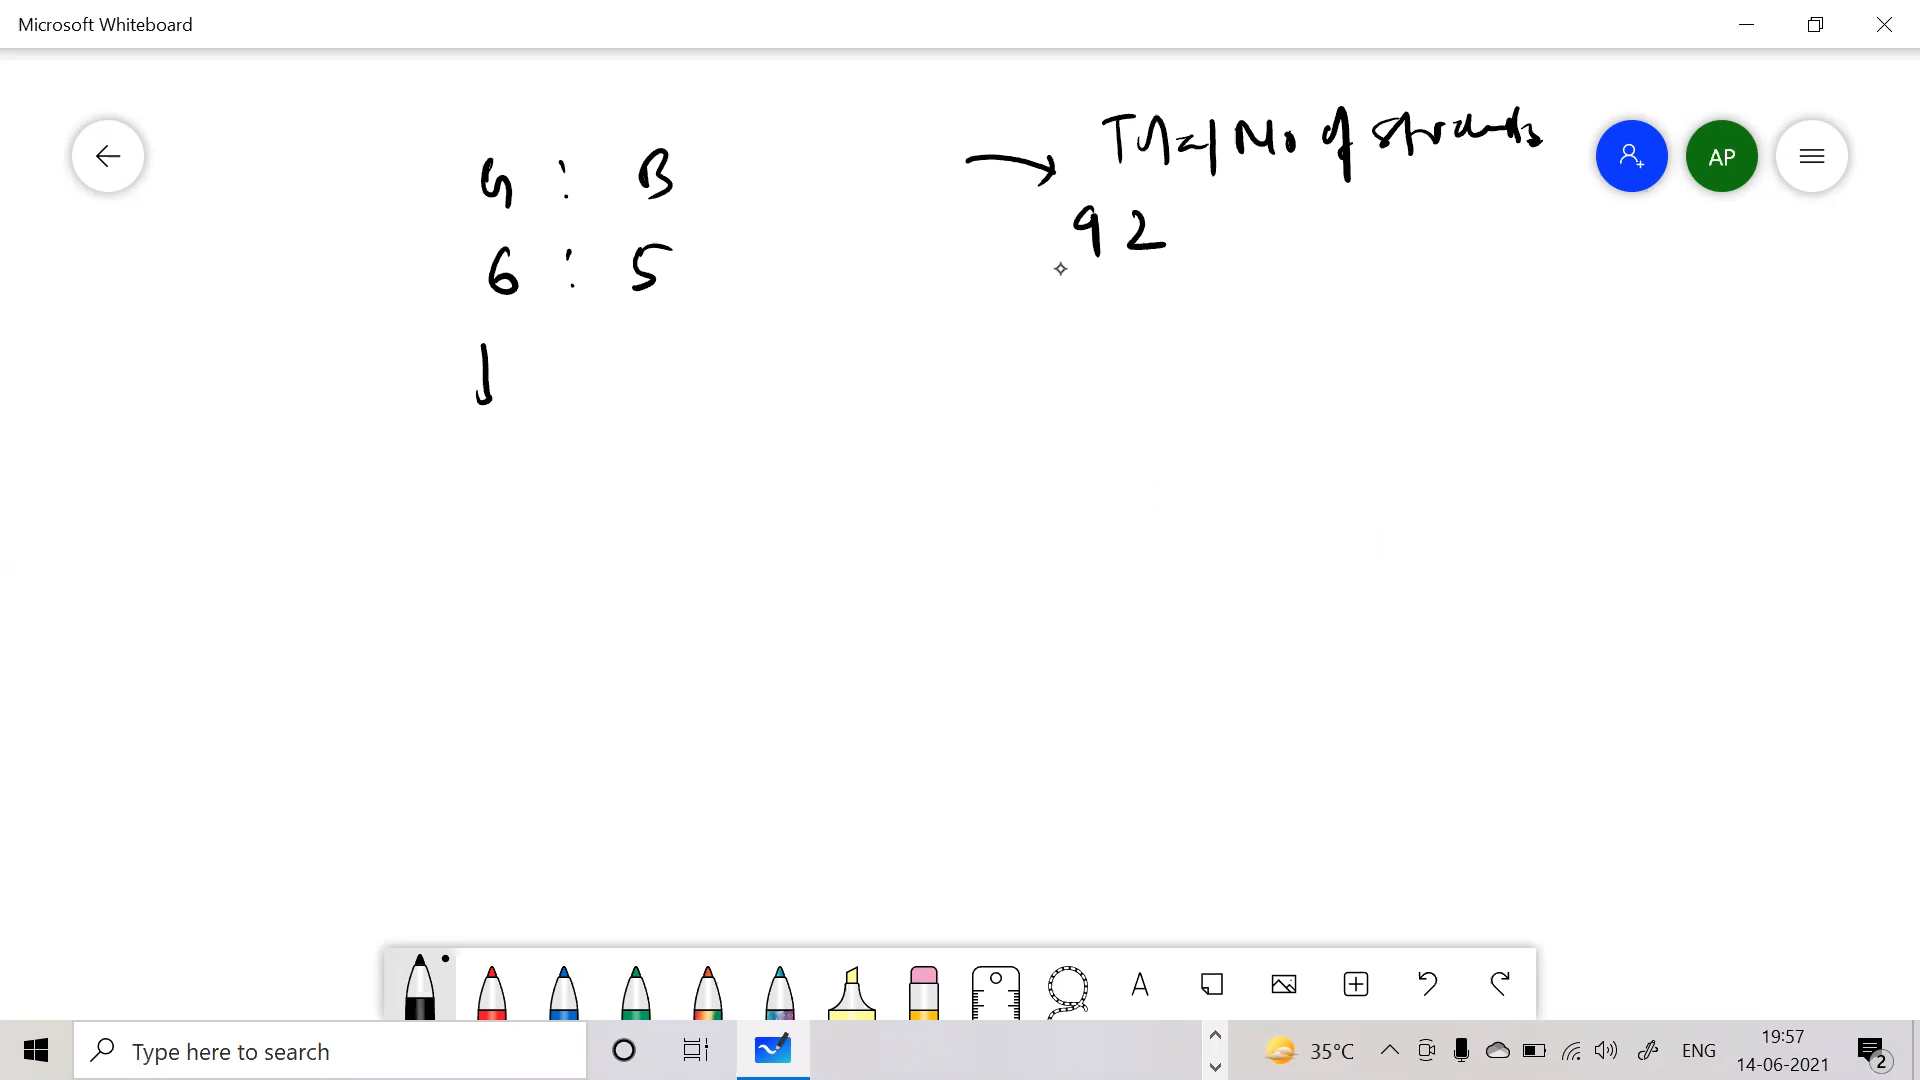 Microsoft Whiteboard
G : B
Total No of students
AP
6 : 5
92
A
Type here to search
35°C
ENG
19:57
14-06-2021
2